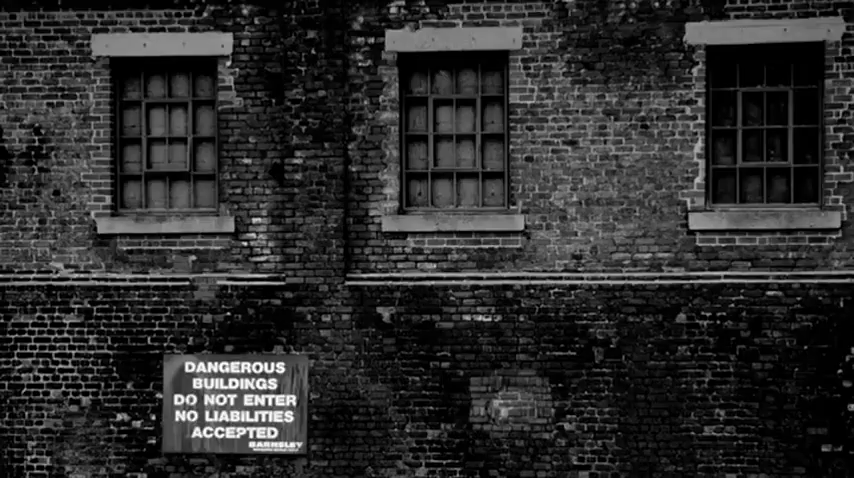 DANGEROUS
BUILDINGS
DO NOT ENTER
NO LIABILITIES
ACCEPTED
BARNSLEY